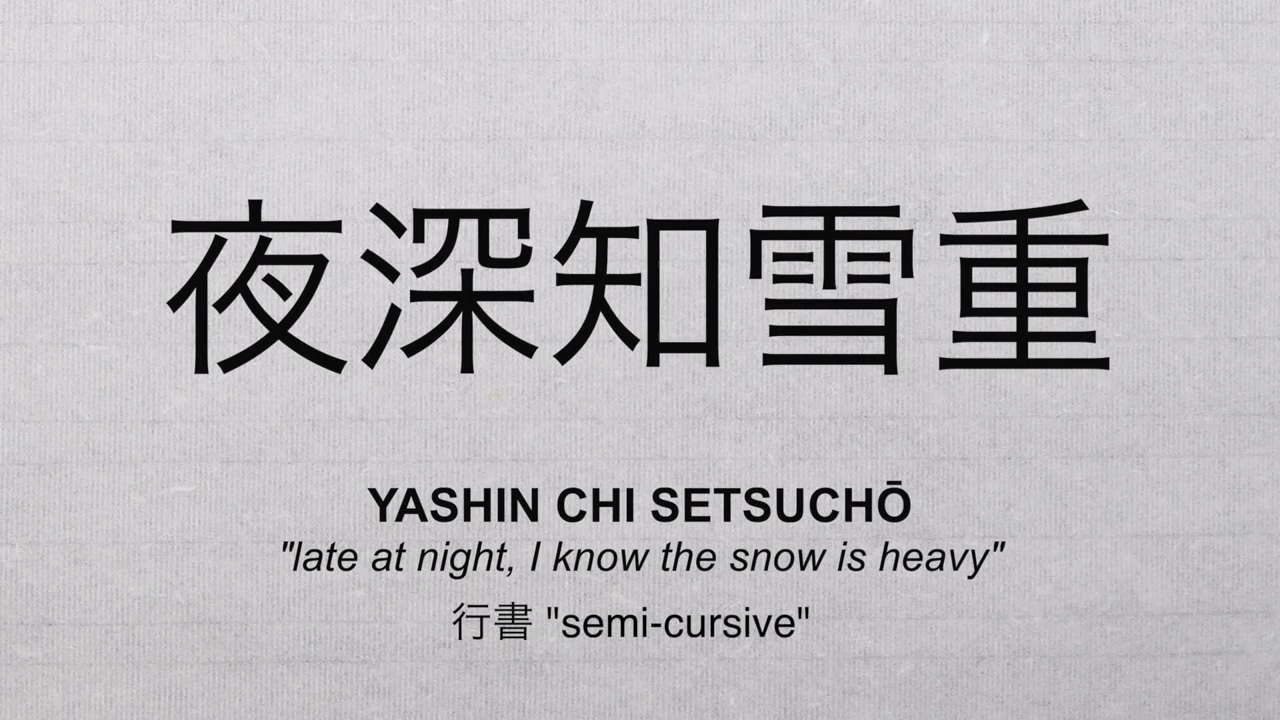 夜深知雪重
YASHIN CHI SETSUCHŌ
"late at night, I know the snow is heavy"
行書 "semi-cursive"